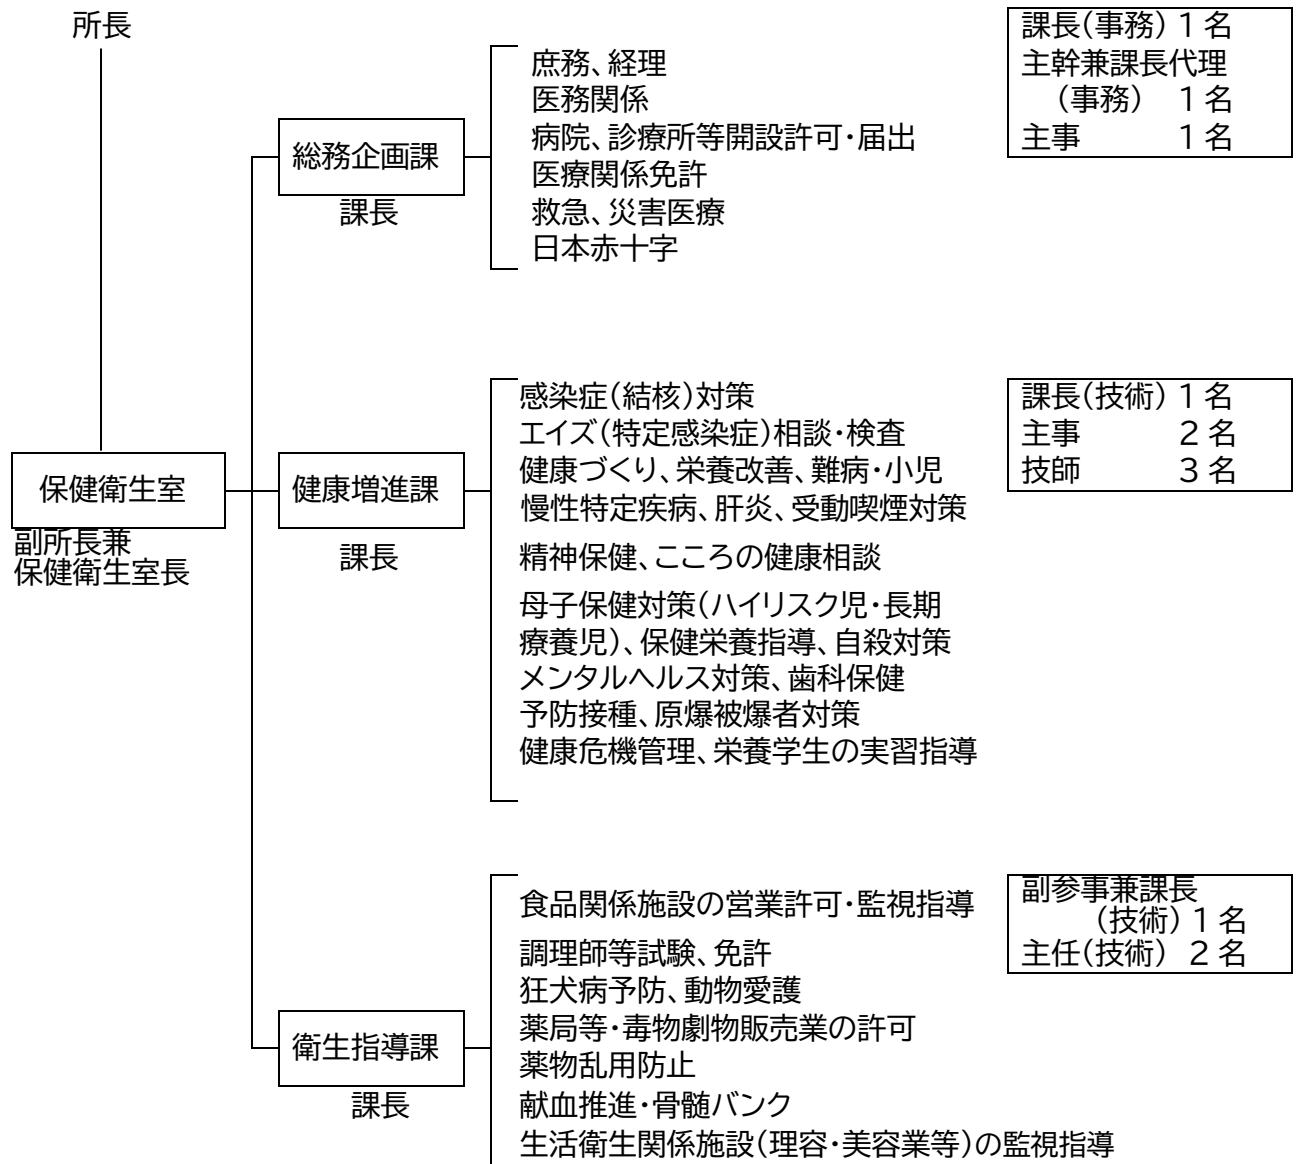 所長
保健衛生室
副所長兼
保健衛生室長
総務企画課
課長
庶務、経理
医務関係
病院、診療所等開設許可・届出
医療関係免許
救急、災害医療
日本赤十字
課長(事務) 1 名
主幹兼課長代理
(事務) 1 名
主事 1 名
健康増進課
課長
感染症(結核)対策
エイズ(特定感染症)相談・検査
健康づくり、栄養改善、難病・小児
慢性特定疾病、肝炎、受動喫煙対策
精神保健、こころの健康相談
母子保健対策(ハイリスク児・長期
療養児)、保健栄養指導、自殺対策
メンタルヘルス対策、歯科保健
予防接種、原爆被爆者対策
健康危機管理、栄養学生の実習指導
課長(技術) 1 名
主事 2 名
技師 3 名
衛生指導課
課長
食品関係施設の営業許可・監視指導
調理師等試験、免許
狂犬病予防、動物愛護
薬局等・毒物劇物販売業の許可
薬物乱用防止
献血推進・骨髄バンク
生活衛生関係施設(理容・美容業等)の監視指導
副参事兼課長
(技術) 1 名
主任(技術) 2 名